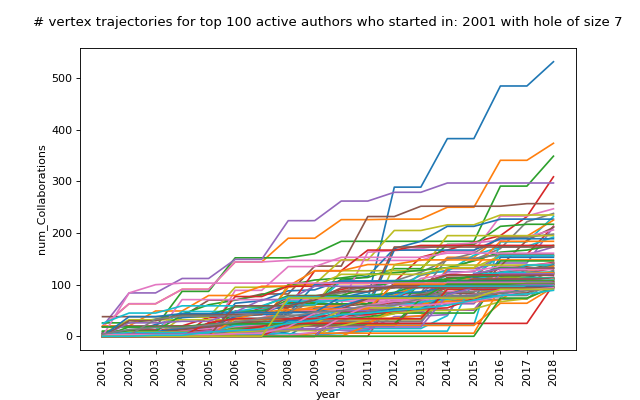 # vertex trajectories for top 100 active authors who started in: 2001 with hole of size 7
num_Collaborations
500
400
300
200
100
0
2001 2002 2003 2004 2005 2006 2007 2008 2009 2010 2011 2012 2013 2014 2015 2016 2017 2018
year